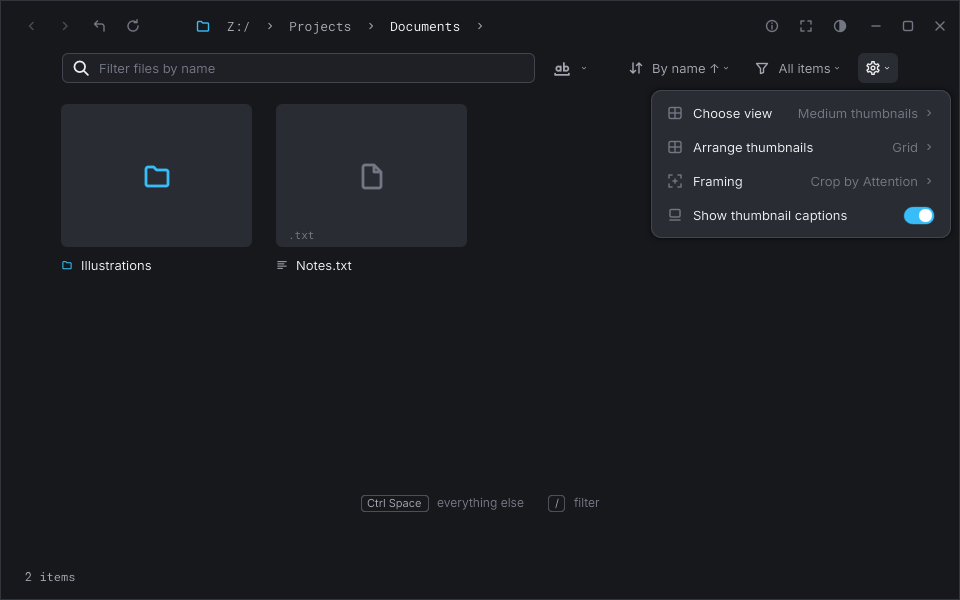 Z:/ Projects Documents
Filter files by name
ab
By name ↑
All items
Choose view Medium thumbnails
Arrange thumbnails Grid
Framing Crop by Attention
Show thumbnail captions
.txt
Illustrations
Notes.txt
Ctrl Space everything else / filter
2 items